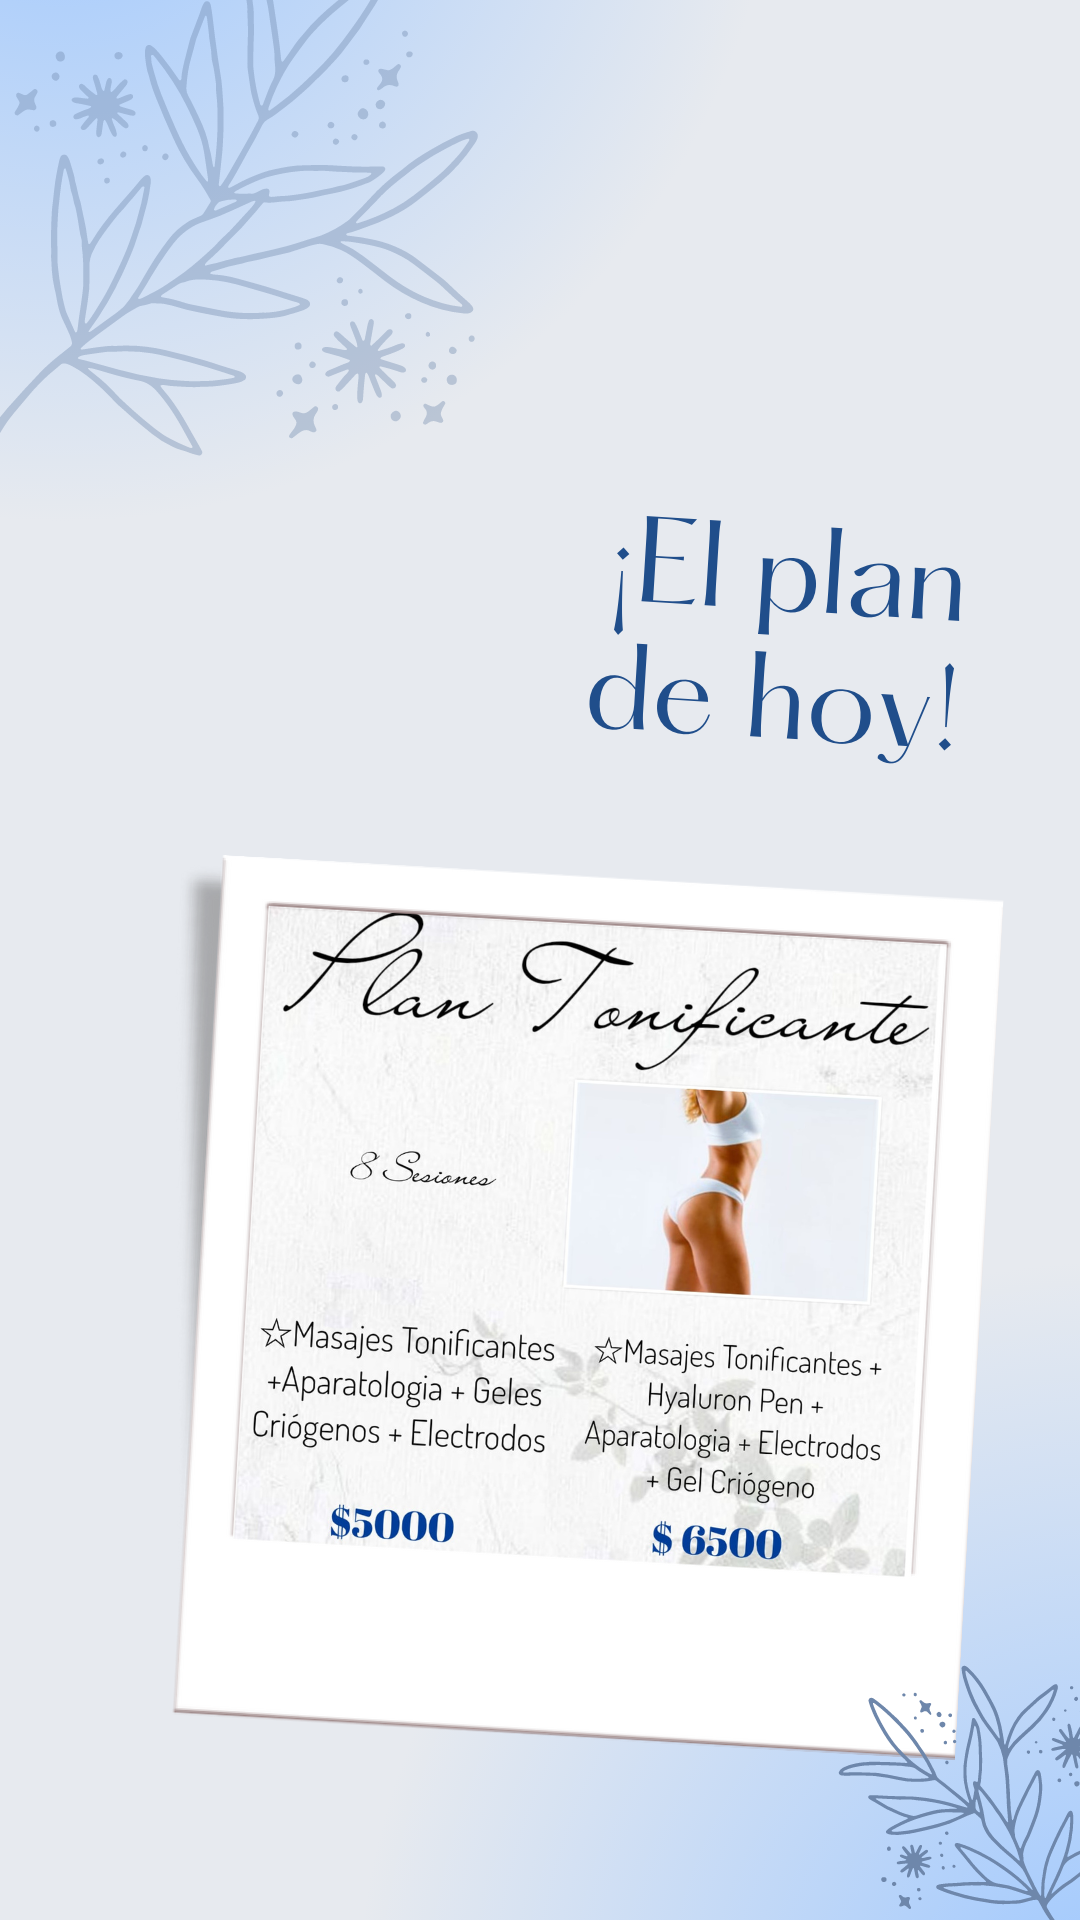 ¡El plan
de hoy!
Plan Tonificante
8 Sesiones
☆Masajes Tonificantes
+Aparatologia + Geles
Criógenos + Electrodos
$5000
☆Masajes Tonificantes +
Hyaluron Pen +
Aparatologia + Electrodos
+ Gel Criógeno
$ 6500